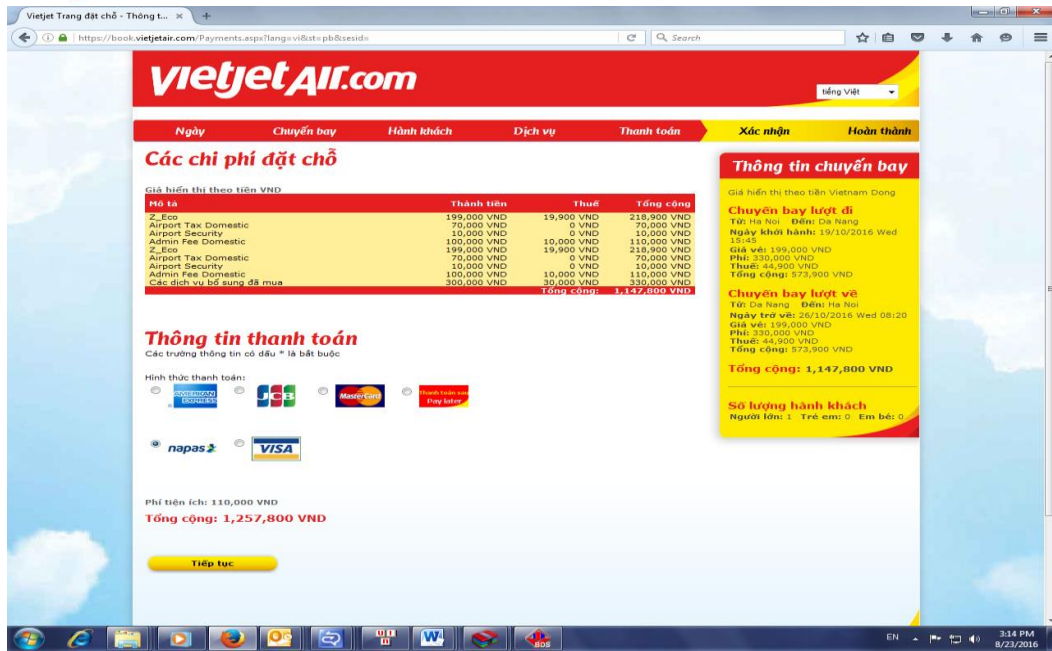 Vietjet Trang đặt chỗ - Thông t...
https://book.vietjetair.com/Payments.aspx?lang=vi&st=pb&sesid=
Search
vietjetAir.com
tiếng Việt
Ngày Chuyến bay Hành khách Dịch vụ Thanh toán Xác nhận Hoàn thành
Các chi phí đặt chỗ
Giá hiển thị theo tiền VND
Mô tả Thành tiền Thuế Tổng cộng
Z_Eco 199,000 VND 19,900 VND 218,900 VND
Airport Tax Domestic 70,000 VND 0 VND 70,000 VND
Airport Security 10,000 VND 0 VND 10,000 VND
Admin Fee Domestic 100,000 VND 10,000 VND 110,000 VND
Z_Eco 199,000 VND 19,900 VND 218,900 VND
Airport Tax Domestic 70,000 VND 0 VND 70,000 VND
Airport Security 10,000 VND 0 VND 10,000 VND
Admin Fee Domestic 100,000 VND 10,000 VND 110,000 VND
Các dịch vụ bổ sung đã mua 300,000 VND 30,000 VND
Tổng cộng: 1,147,800 VND
Thông tin thanh toán
Các trường thông tin có dấu * là bắt buộc
Hình thức thanh toán:
AMERICAN EXPRESS
JCB
MasterCard
Thanh toán sau
Pay later
napas
VISA
Phí tiện ích: 110,000 VND
Tổng cộng: 1,257,800 VND
Tiếp tục
Thông tin chuyến bay
Giá hiển thị theo tiền Vietnam Dong
Chuyến bay lượt đi
Từ: Ha Noi Đến: Da Nang
Ngày khởi hành: 19/10/2016 Wed
15:45
Giá vé: 199,000 VND
Phí: 330,000 VND
Thuế: 44,900 VND
Tổng cộng: 573,900 VND
Chuyến bay lượt về
Từ: Da Nang Đến: Ha Noi
Ngày trở về: 26/10/2016 Wed 08:20
Giá vé: 199,000 VND
Phí: 330,000 VND
Thuế: 44,900 VND
Tổng cộng: 573,900 VND
Tổng cộng: 1,147,800 VND
Số lượng hành khách
Người lớn: 1 Trẻ em: 0 Em bé: 0
BDS
EN
3:14 PM
8/23/2016